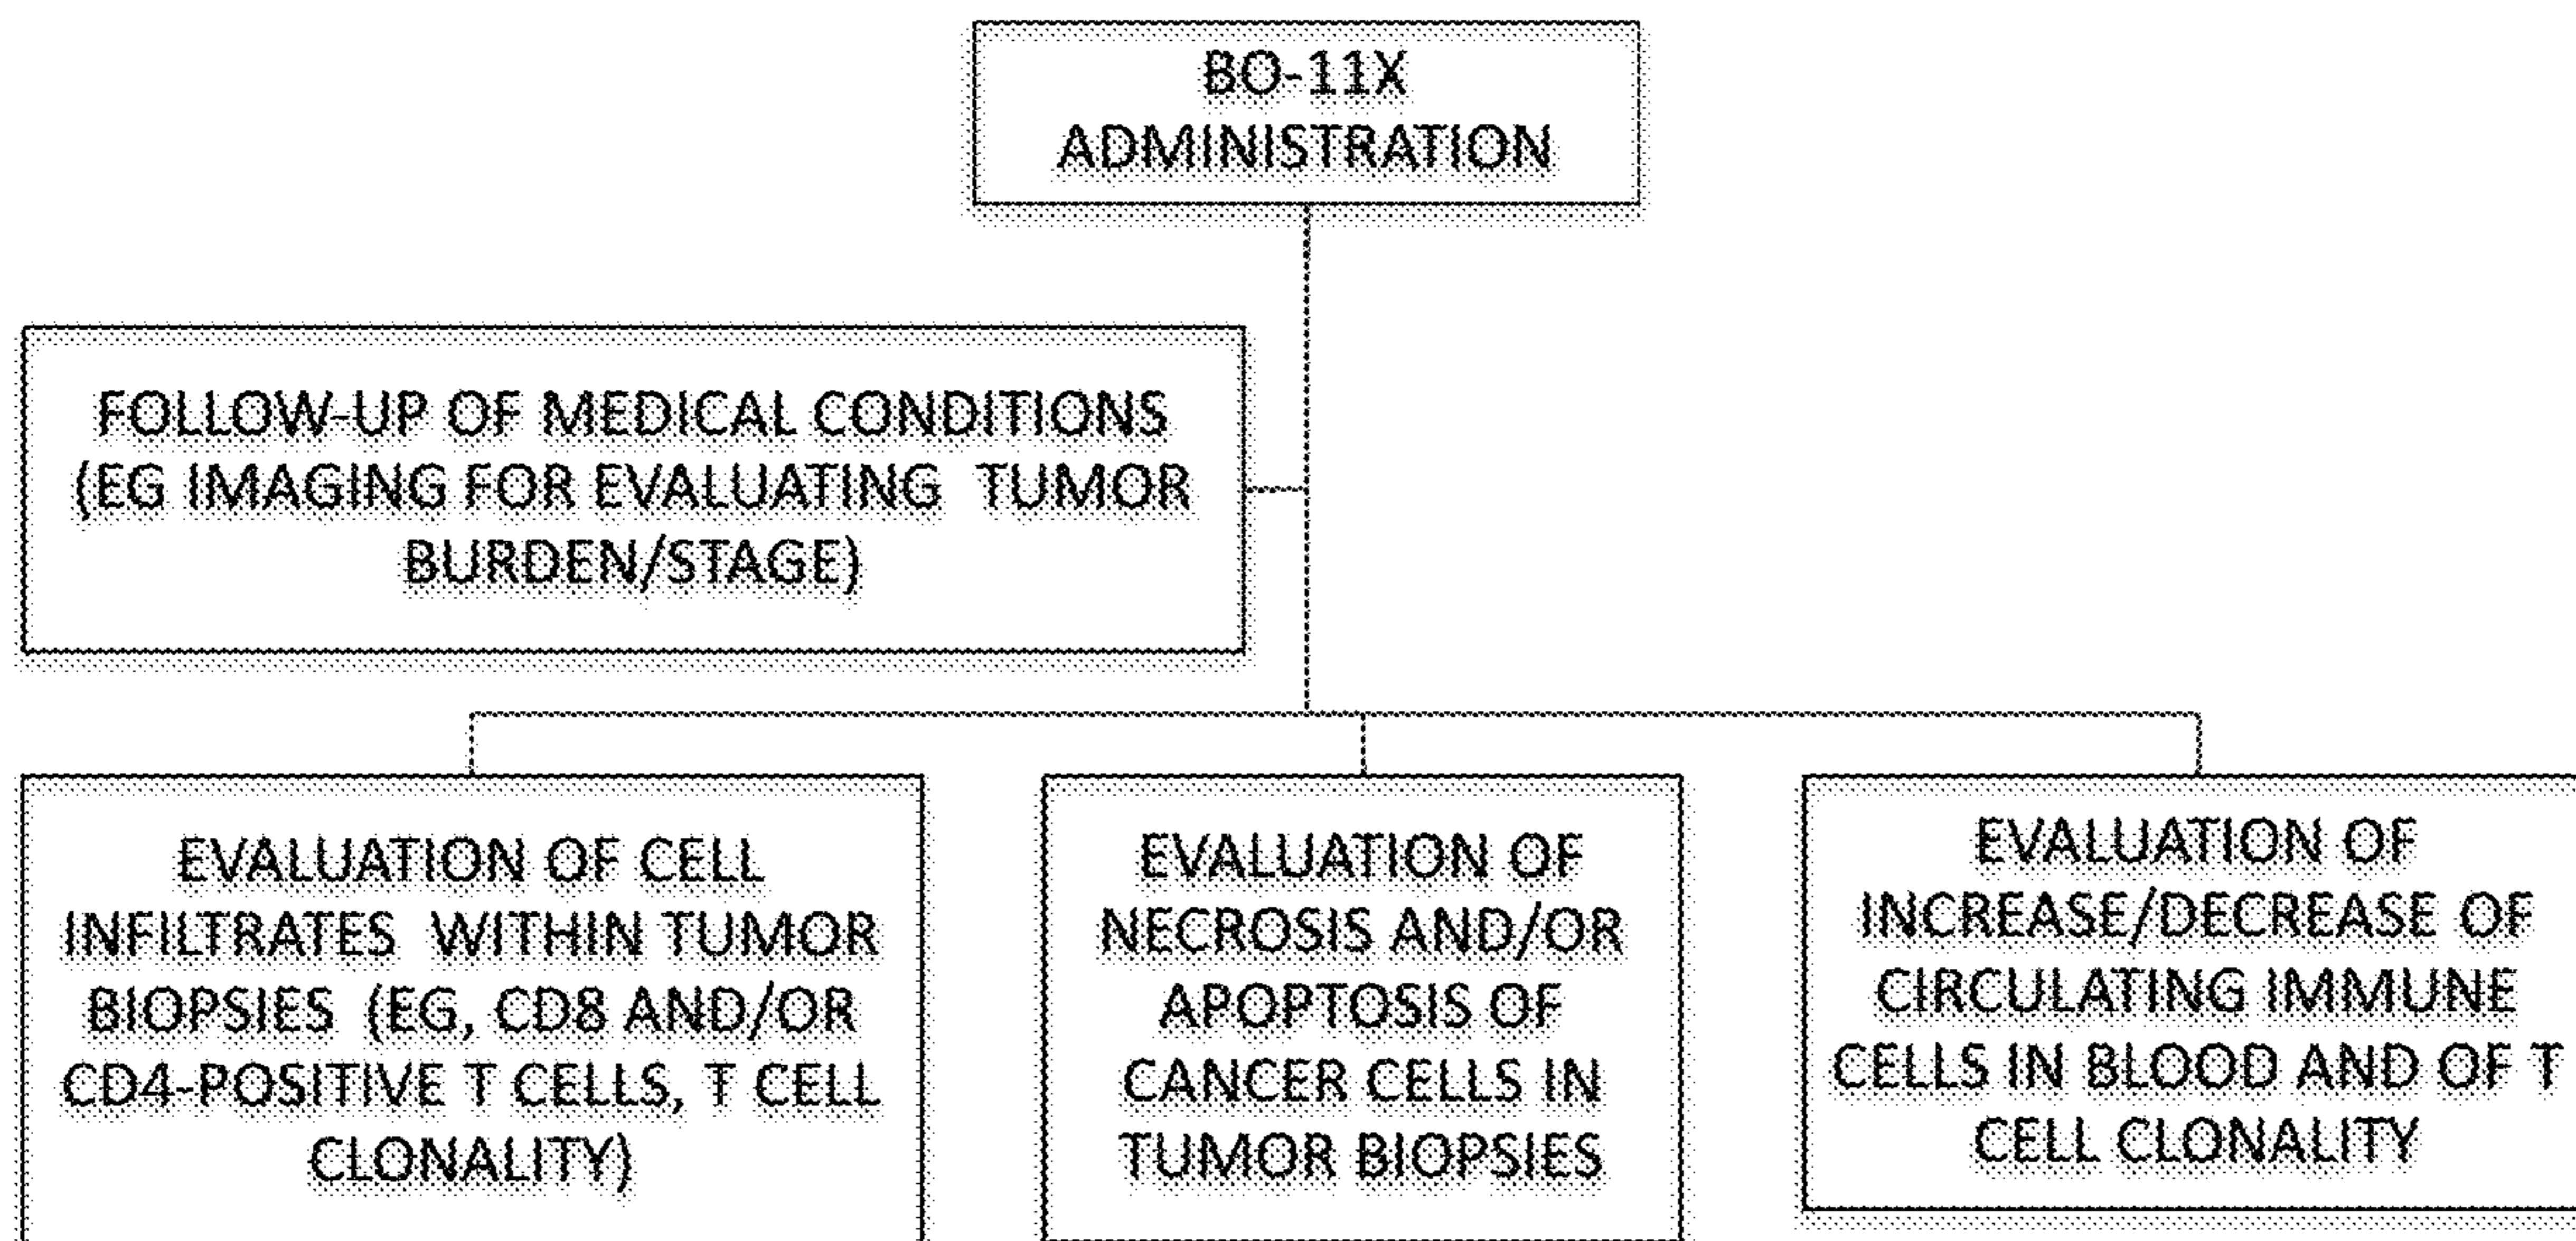 BO-11X
ADMINISTRATION
FOLLOW-UP OF MEDICAL CONDITIONS
(EG IMAGING FOR EVALUATING TUMOR
BURDEN/STAGE)
EVALUATION OF CELL
INFILTRATES WITHIN TUMOR
BIOPSIES (EG, CD8 AND/OR
CD4-POSITIVE T CELLS, T CELL
CLONALITY)
EVALUATION OF
NECROSIS AND/OR
APOPTOSIS OF
CANCER CELLS IN
TUMOR BIOPSIES
EVALUATION OF
INCREASE/DECREASE OF
CIRCULATING IMMUNE
CELLS IN BLOOD AND OF T
CELL CLONALITY